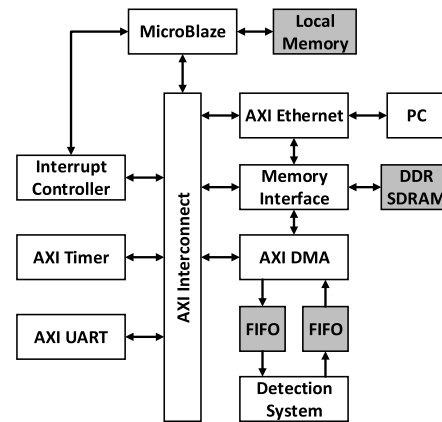 MicroBlaze
Local
Memory
AXI Ethernet
PC
Interrupt
Controller
AXI Interconnect
Memory
Interface
DDR
SDRAM
AXI Timer
AXI DMA
AXI UART
FIFO
FIFO
Detection
System